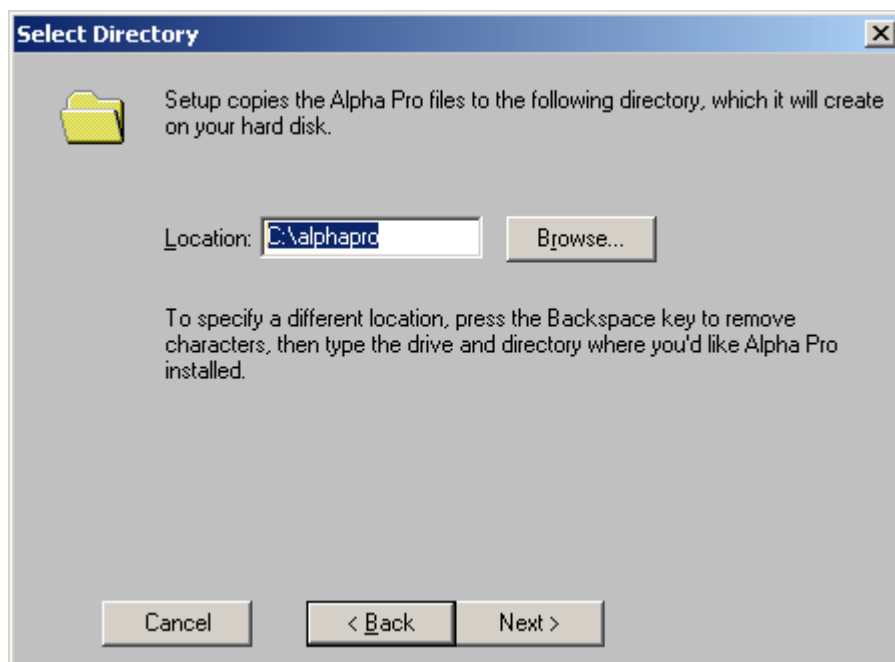 Select Directory
Setup copies the Alpha Pro files to the following directory, which it will create
on your hard disk.
Location: C:\alphapro Browse...
To specify a different location, press the Backspace key to remove
characters, then type the drive and directory where you'd like Alpha Pro
installed.
Cancel < Back Next >